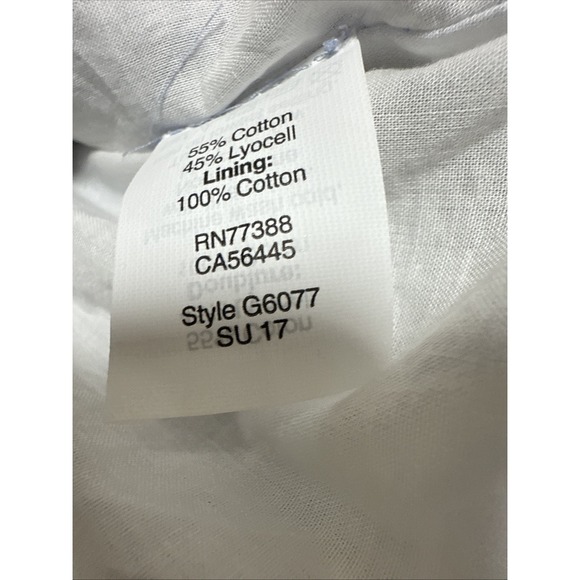 55% Cotton
45% Lyocell
Lining:
100% Cotton
RN77388
CA56445
Style G6077
SU 17